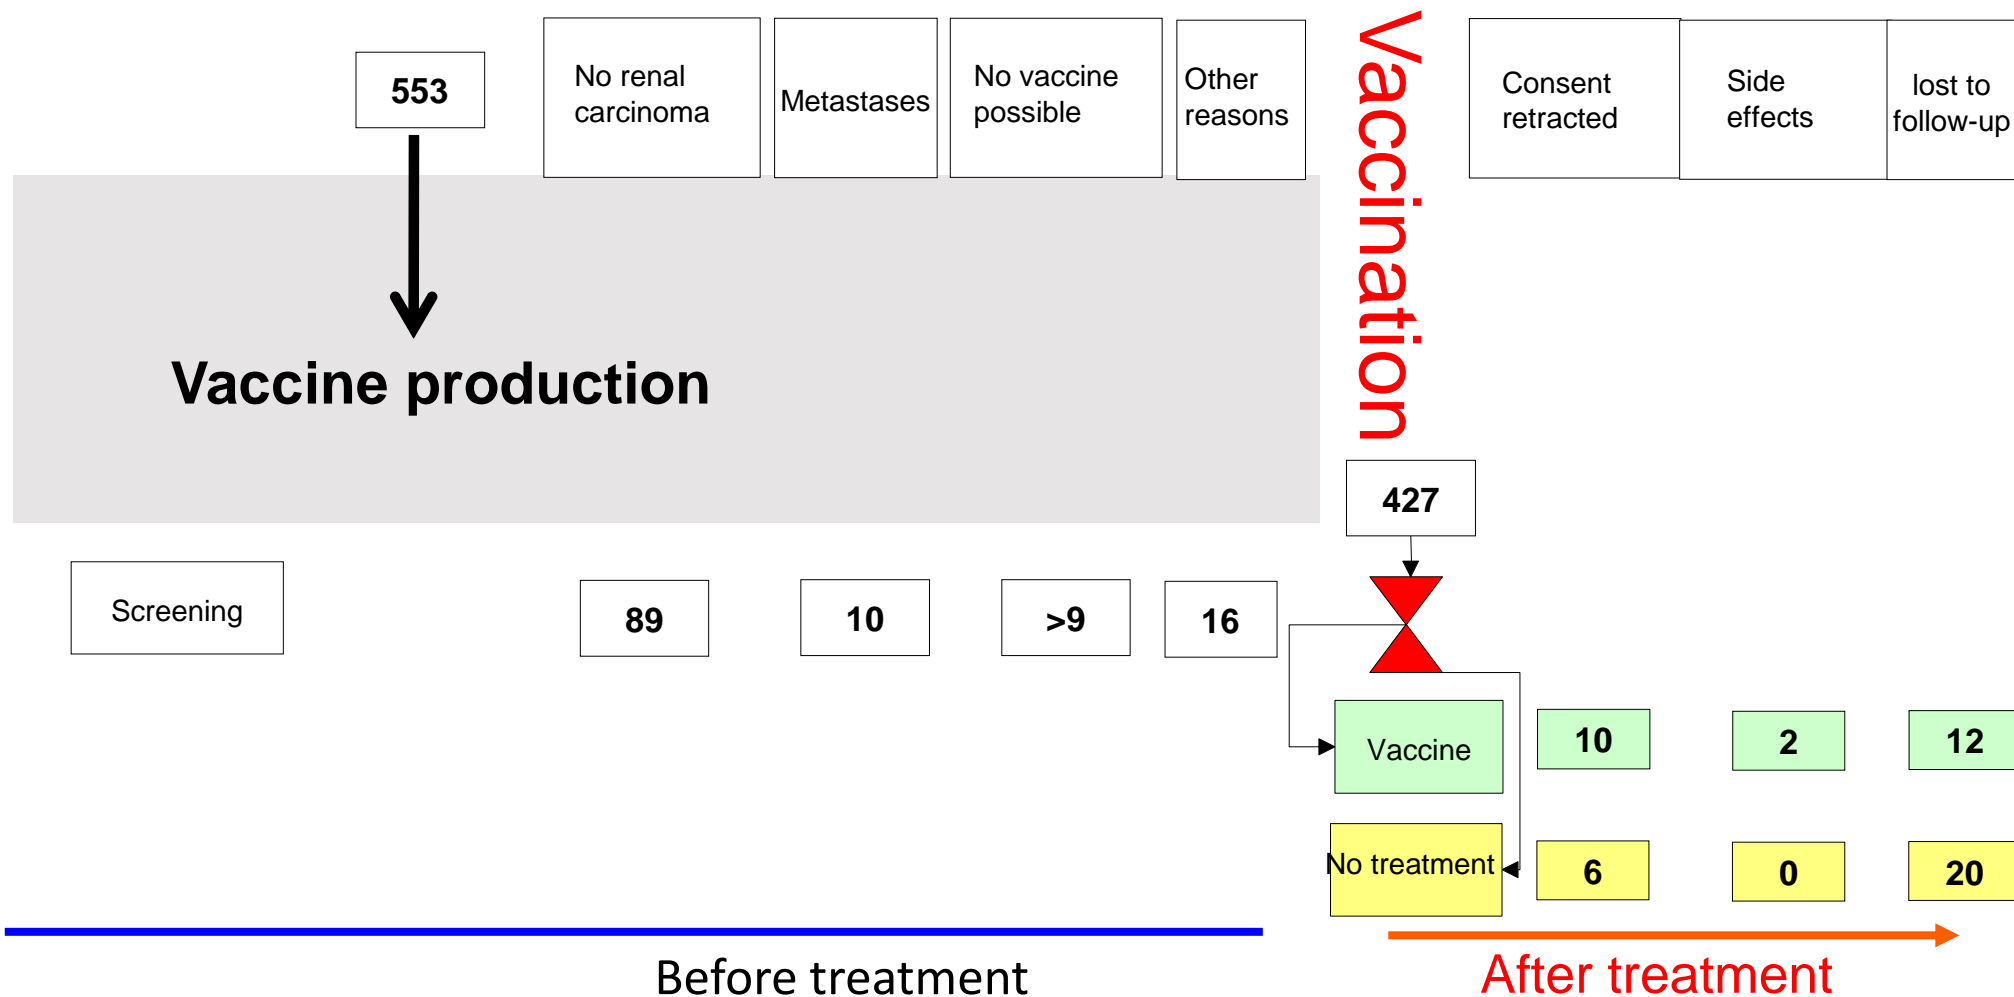 553
No renal
carcinoma
Metastases
No vaccine
possible
Other
reasons
Vaccination
Consent
retracted
Side
effects
lost to
follow-up
Vaccine production
427
Screening
89
10
>9
16
Vaccine
10
2
12
No treatment
6
0
20
Before treatment
After treatment